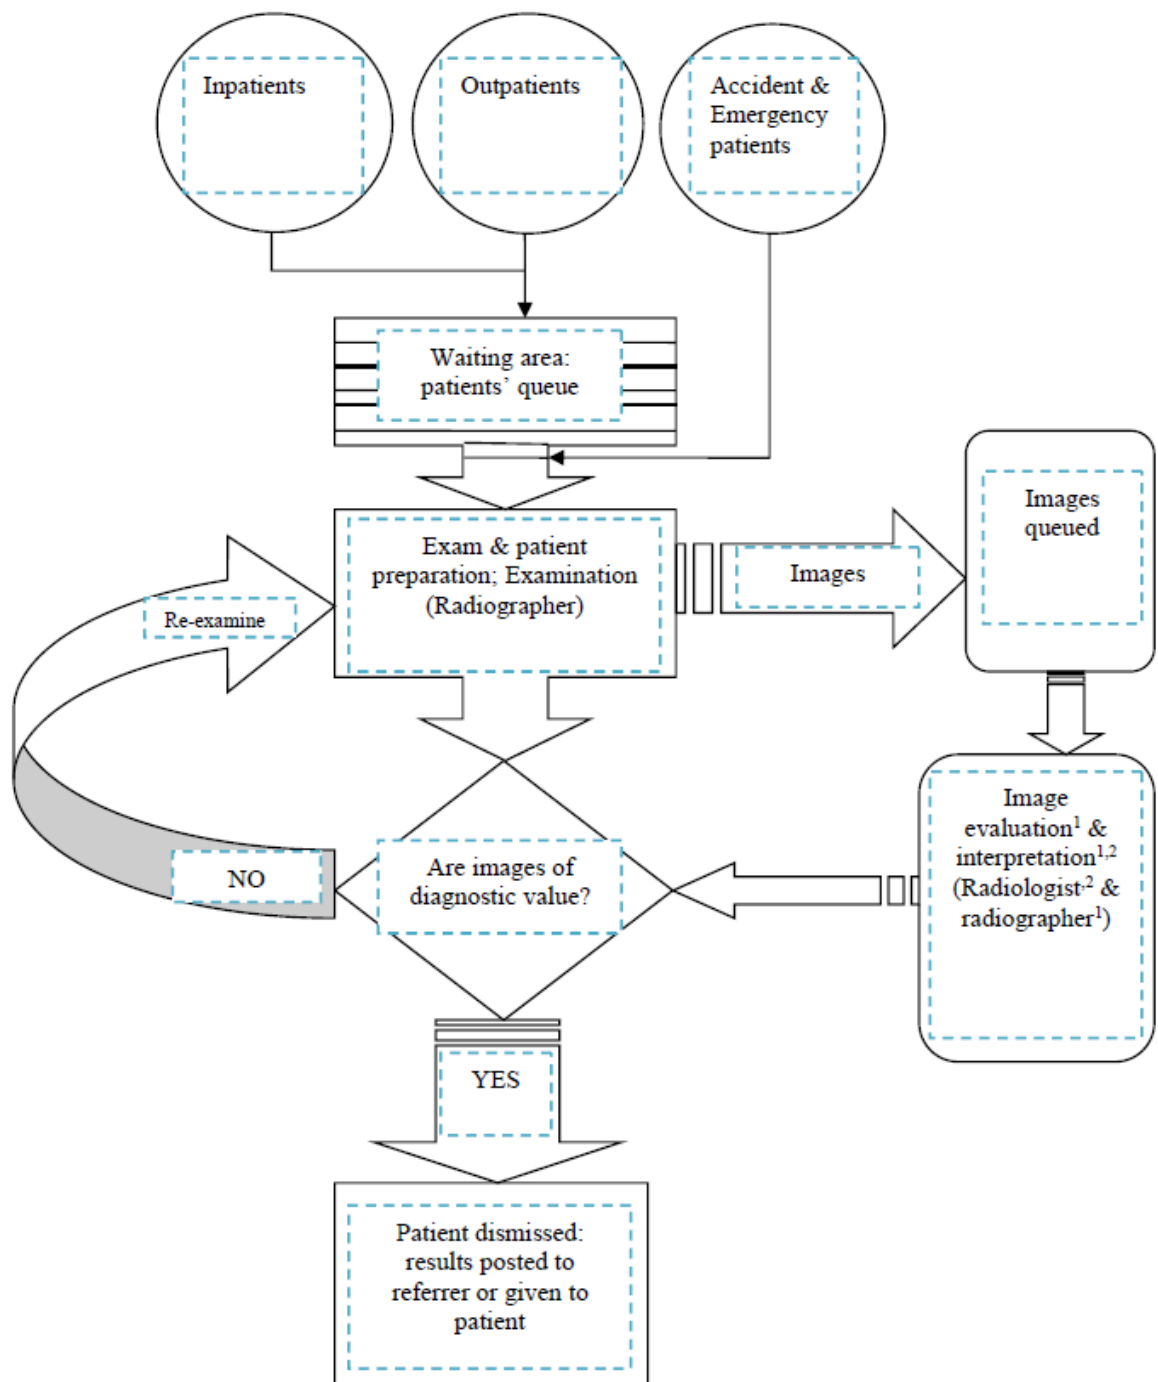 Inpatients
Outpatients
Accident &
Emergency
patients
Waiting area:
patients' queue
Exam & patient
preparation; Examination
(Radiographer)
Images
Images
queued
Re-examine
Image
evaluation¹ &
interpretation¹,²
(Radiologist,² &
radiographer¹)
Are images of
diagnostic value?
NO
YES
Patient dismissed:
results posted to
referrer or given to
patient